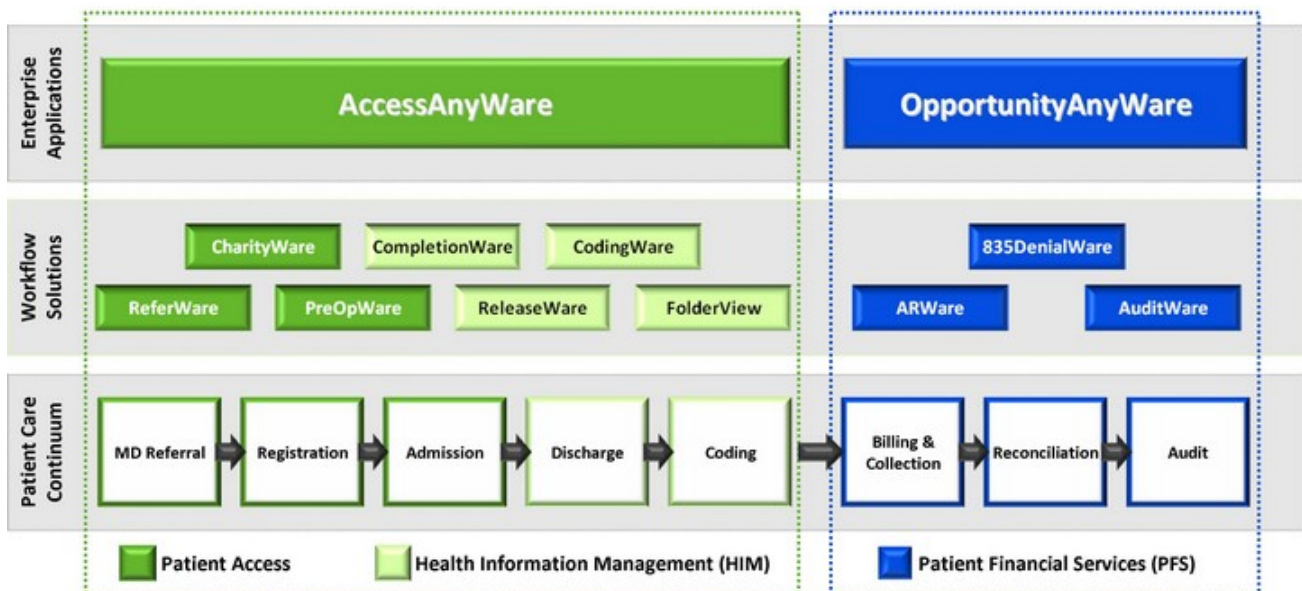 Enterprise
Applications
AccessAnyWare
OpportunityAnyWare
Workflow
Solutions
CharityWare
CompletionWare
CodingWare
835DenialWare
ReferWare
PreOpWare
ReleaseWare
FolderView
ARWare
AuditWare
Patient Care
Continuum
MD Referral
Registration
Admission
Discharge
Coding
Billing &
Collection
Reconciliation
Audit
Patient Access
Health Information Management (HIM)
Patient Financial Services (PFS)